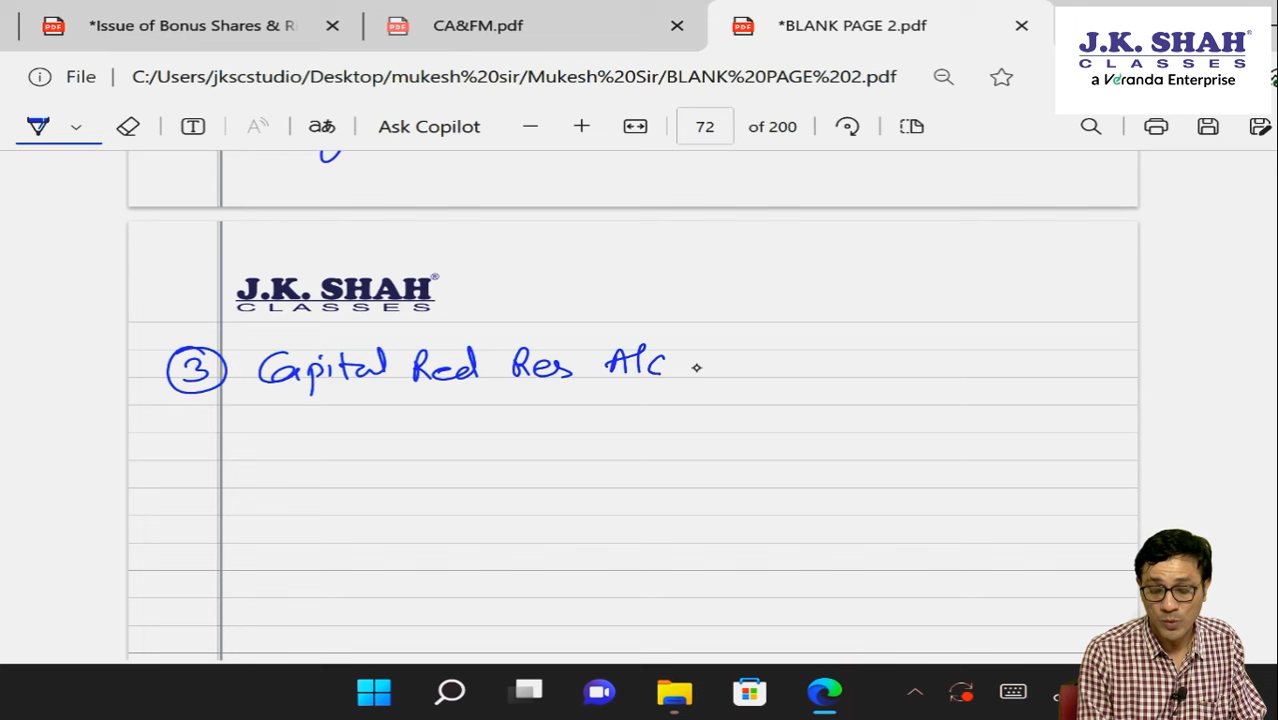 *Issue of Bonus Shares & Ri
CA&FM.pdf
*BLANK PAGE 2.pdf
J.K. SHAH®
CLASSES
a Veranda Enterprise
File
C:/Users/jkscstudio/Desktop/mukesh%20sir/Mukesh%20Sir/BLANK%20PAGE%202.pdf
Ask Copilot
72
of 200
J.K. SHAH®
CLASSES
3 Capital Red Res A/c